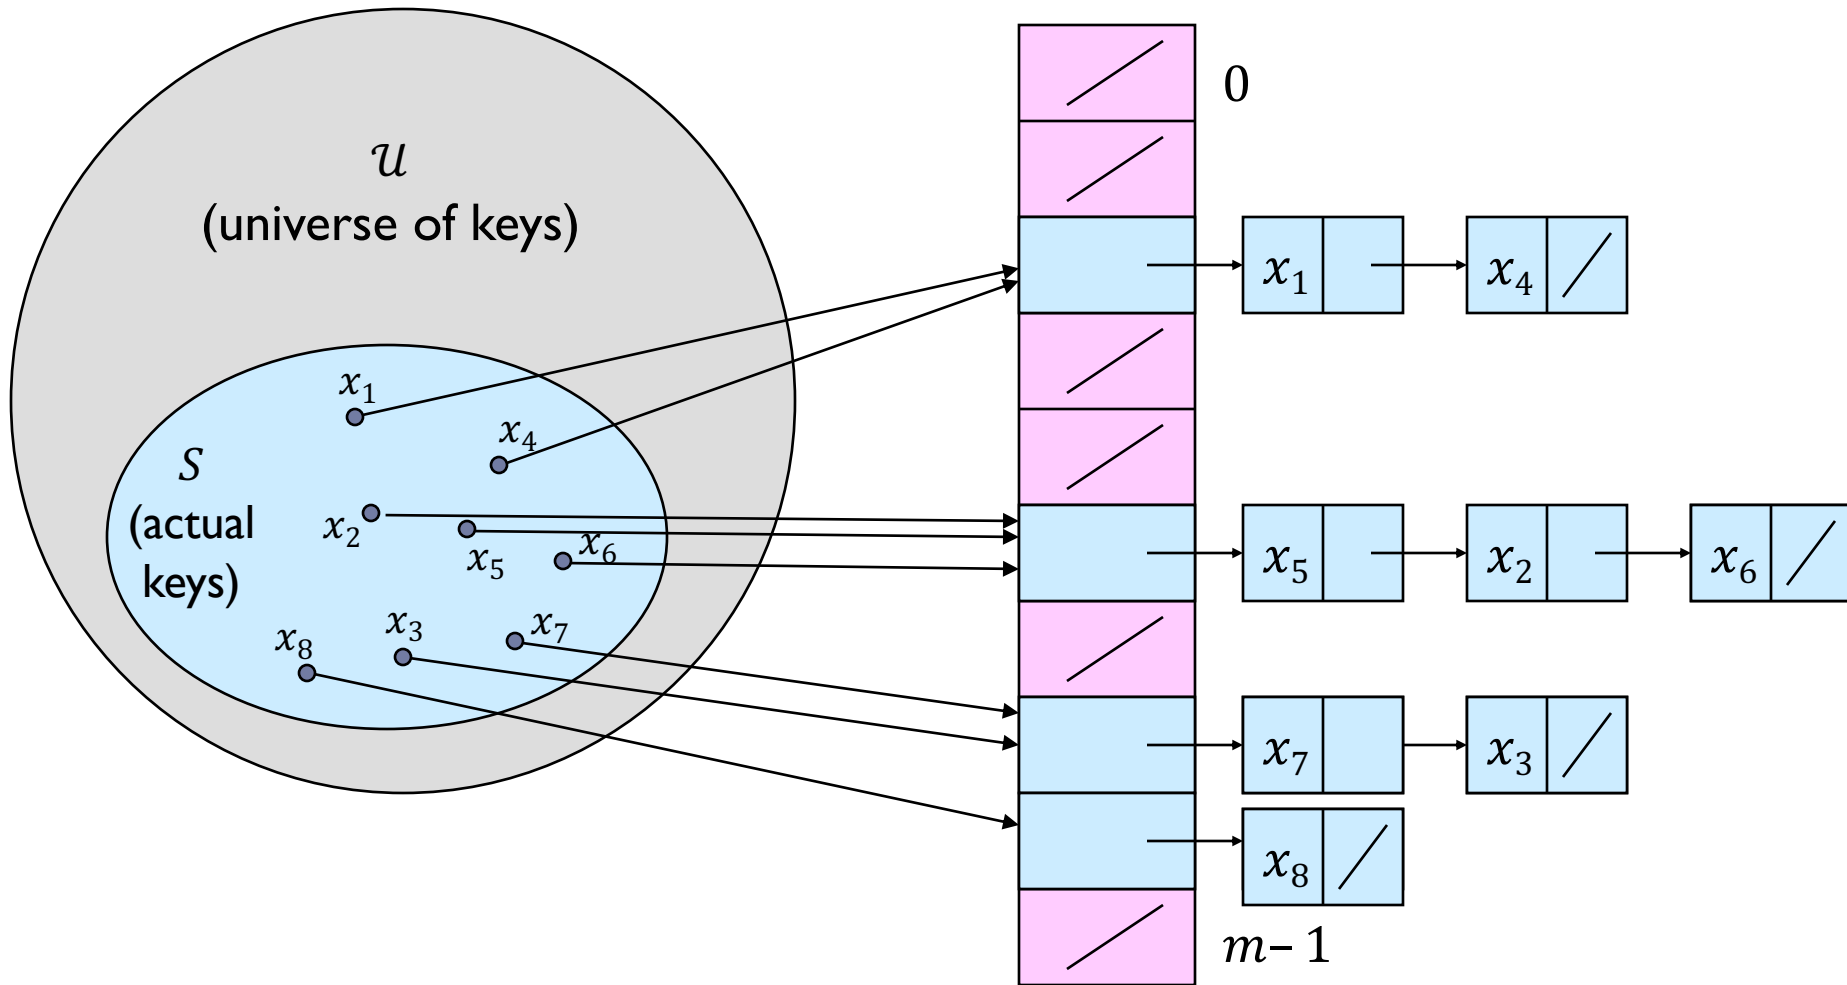 𝒰
(universe of keys)
x₁
x₄
S
(actual
keys)
x₂
x₅
x₆
x₈
x₃
x₇
0
x₁
x₄
x₅
x₂
x₆
x₇
x₃
x₈
m– 1